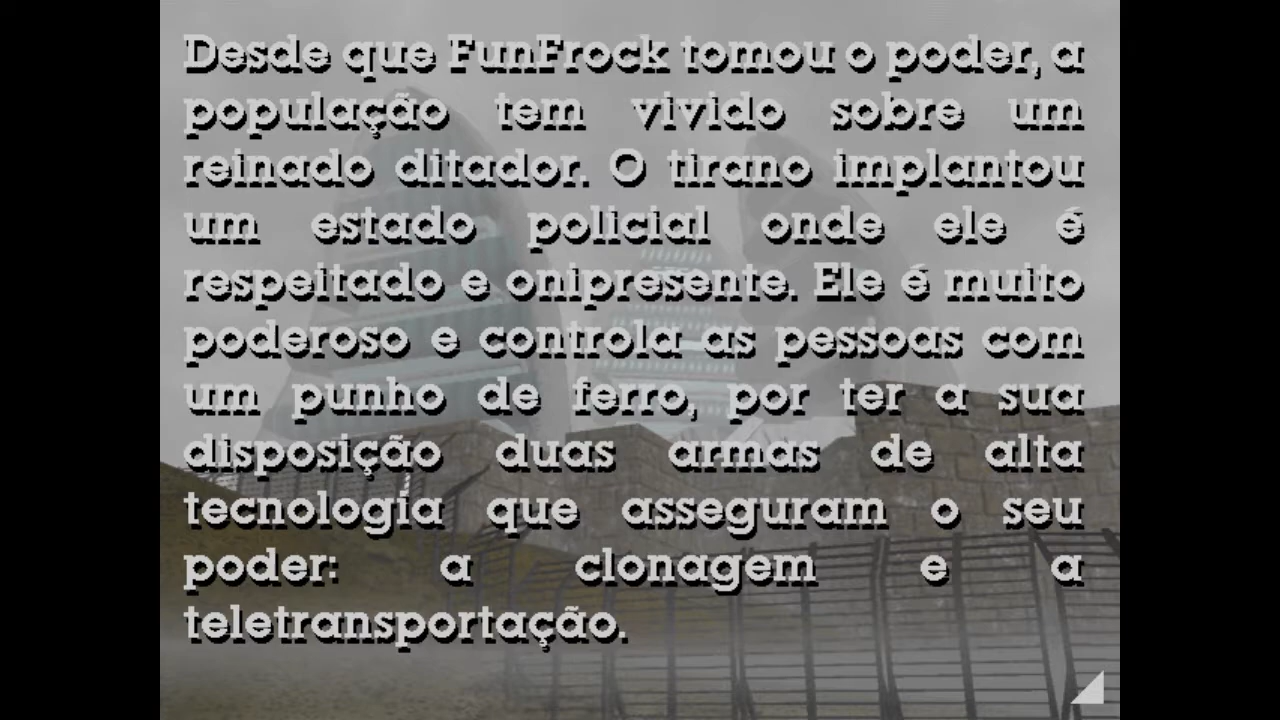 Desde que FunFrock tomou o poder, a
população tem vivido sobre um
reinado ditador. O tirano implantou
um estado policial onde ele é
respeitado e onipresente. Ele é muito
poderoso e controla as pessoas com
um punho de ferro, por ter a sua
disposição duas armas de alta
tecnologia que asseguram o seu
poder: a clonagem e a
teletransportação.